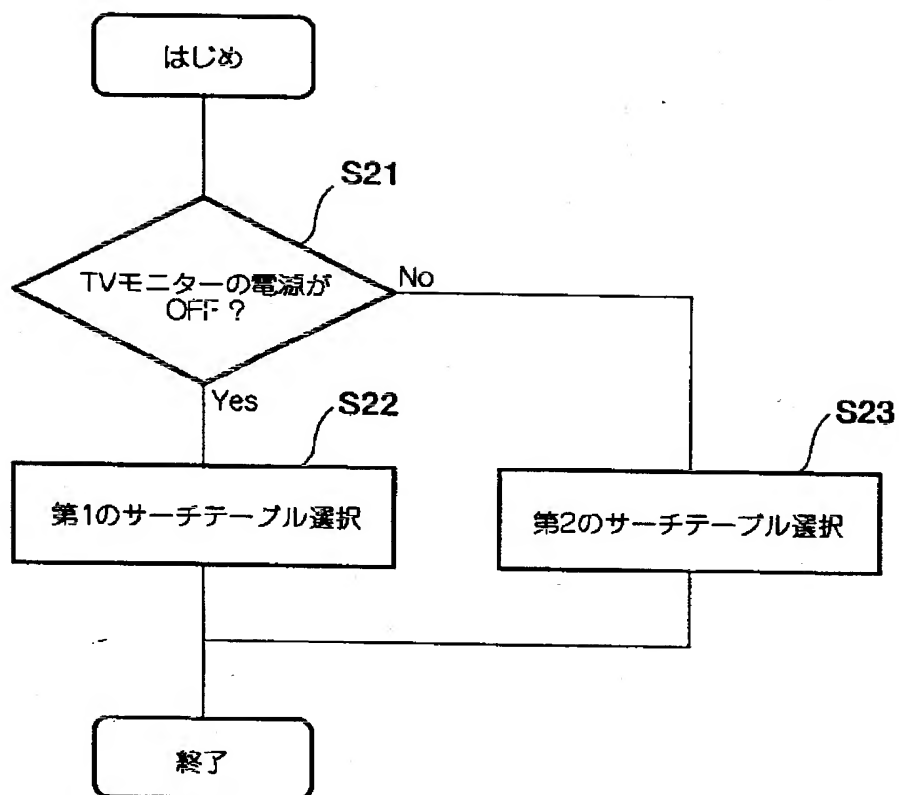 はじめ
S21
TVモニターの電源が
OFF?
No
Yes
S22
S23
第1のサーチテーブル選択
第2のサーチテーブル選択
終了